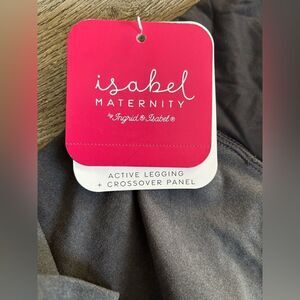 isabel
MATERNITY
by Ingrid & Isabel®
ACTIVE LEGGING
+ CROSSOVER PANEL